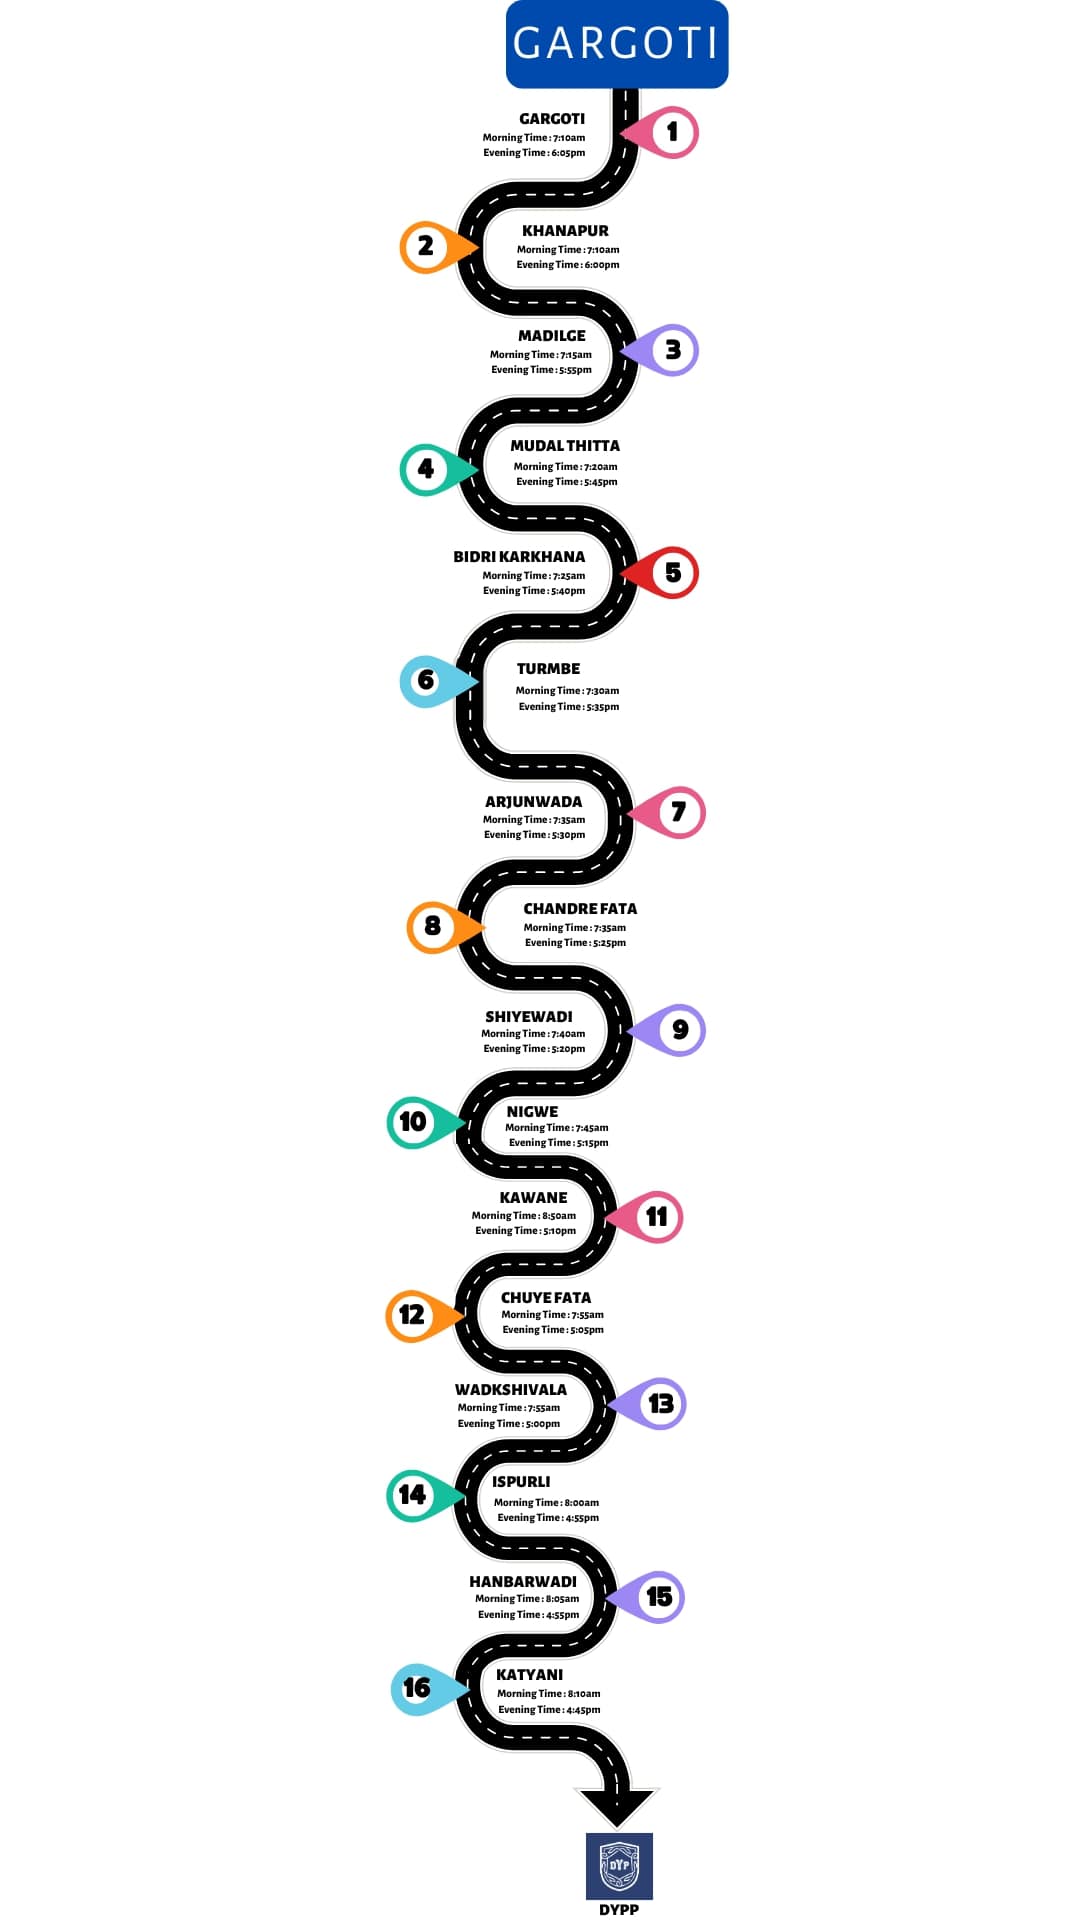 GARGOTI
GARGOTI
Morning Time : 7:10am
Evening Time : 6:05pm
1
2
KHANAPUR
Morning Time : 7:10am
Evening Time : 6:00pm
MADILGE
Morning Time : 7:15am
Evening Time : 5:55pm
3
4
MUDAL THITTA
Morning Time : 7:20am
Evening Time : 5:45pm
BIDRI KARKHANA
Morning Time : 7:25am
Evening Time : 5:40pm
5
6
TURMBE
Morning Time : 7:30am
Evening Time : 5:35pm
ARJUNWADA
Morning Time : 7:35am
Evening Time : 5:30pm
7
8
CHANDRE FATA
Morning Time : 7:35am
Evening Time : 5:25pm
SHIYEWADI
Morning Time : 7:40am
Evening Time : 5:20pm
9
10
NIGWE
Morning Time : 7:45am
Evening Time : 5:15pm
KAWANE
Morning Time : 8:50am
Evening Time : 5:10pm
11
12
CHUYE FATA
Morning Time : 7:55am
Evening Time : 5:05pm
WADKSHIVALA
Morning Time : 7:55am
Evening Time : 5:00pm
13
14
ISPURLI
Morning Time : 8:00am
Evening Time : 4:55pm
HANBARWADI
Morning Time : 8:05am
Evening Time : 4:55pm
15
16
KATYANI
Morning Time : 8:10am
Evening Time : 4:45pm
DYP
DYPP